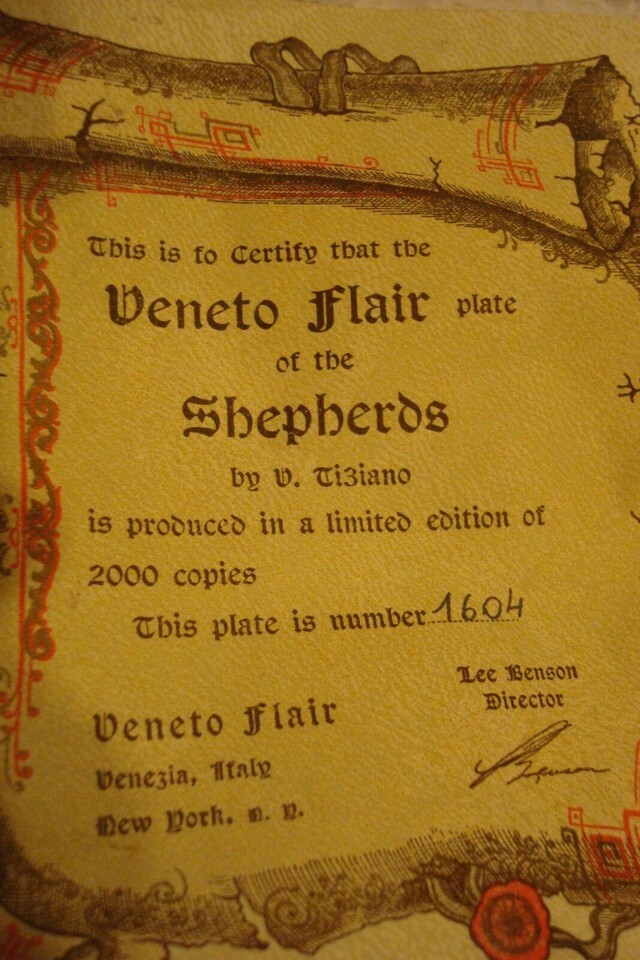 This is to Certify that the
Veneto Flair plate
of the
Shepherds
by V. Tiziano
is produced in a limited edition of
2000 copies
This plate is number 1604
Lee Benson
Director
Veneto Flair
Venezia, Italy
New York. N. Y.
Benson